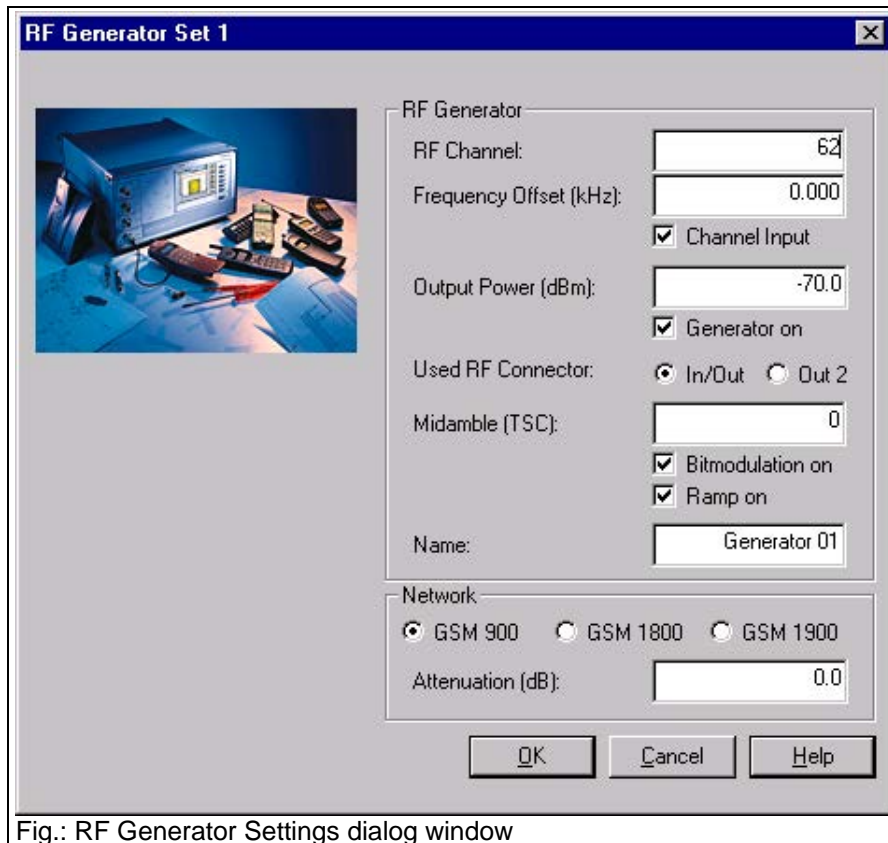 RF Generator Set 1
RF Generator
RF Channel: 62
Frequency Offset (kHz): 0.000
Channel Input
Output Power (dBm): -70.0
Generator on
Used RF Connector: In/Out Out 2
Midamble (TSC): 0
Bitmodulation on
Ramp on
Name: Generator 01
Network
GSM 900 GSM 1800 GSM 1900
Attenuation (dB): 0.0
OK Cancel Help
Fig.: RF Generator Settings dialog window